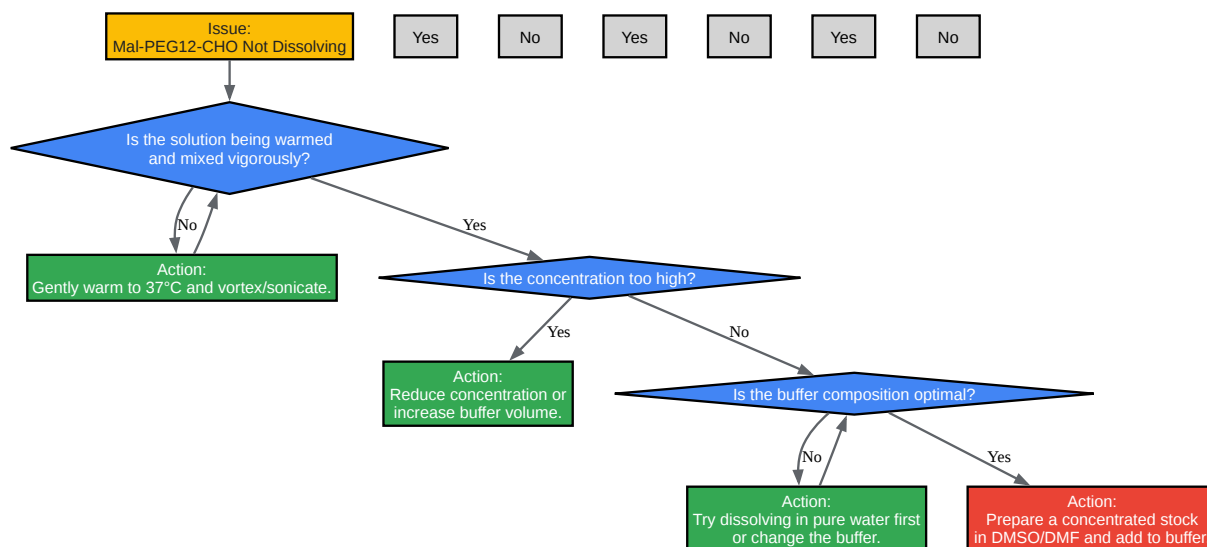 Issue:
Mal-PEG12-CHO Not Dissolving
Yes
No
Yes
No
Yes
No
Is the solution being warmed
and mixed vigorously?
No
Yes
Action:
Gently warm to 37°C and vortex/sonicate.
Is the concentration too high?
Yes
No
Action:
Reduce concentration or
increase buffer volume.
Is the buffer composition optimal?
No
Yes
Action:
Try dissolving in pure water first
or change the buffer.
Action:
Prepare a concentrated stock
in DMSO/DMF and add to buffer